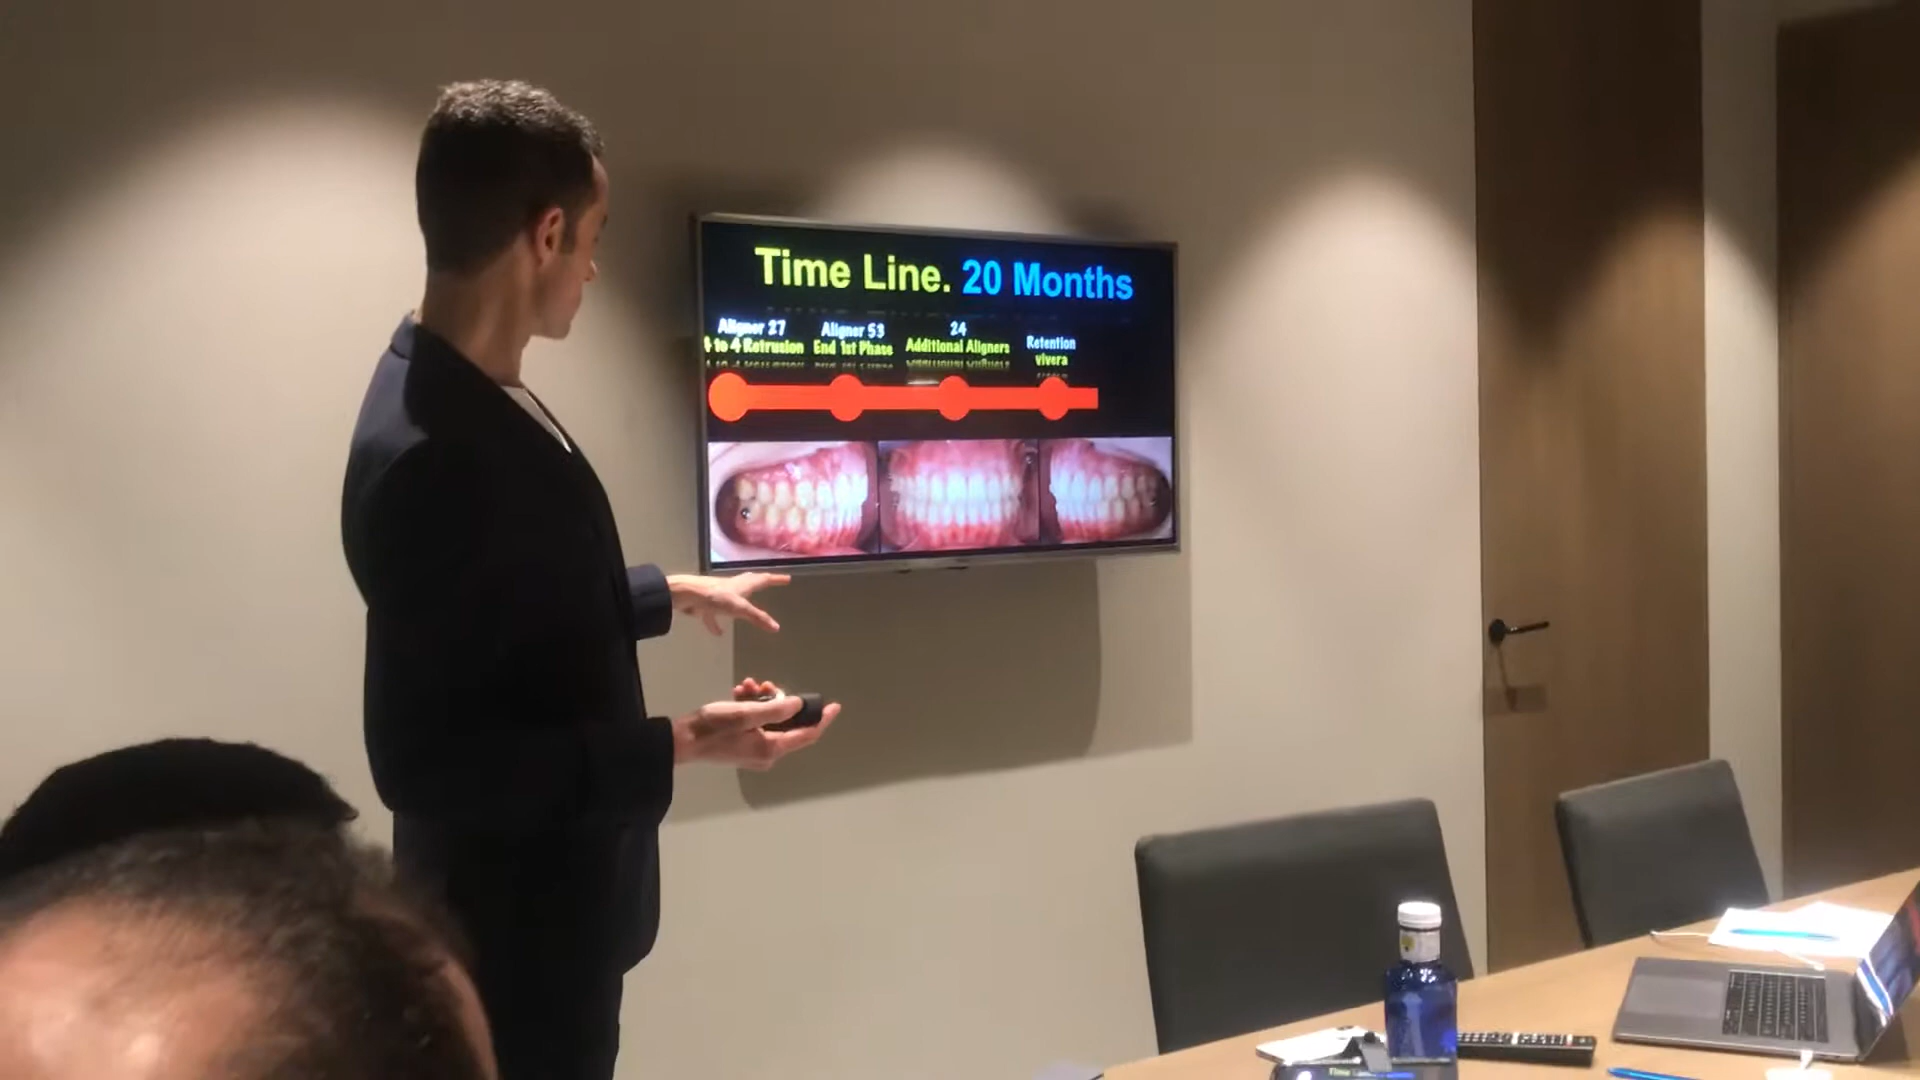 Time Line. 20 Months
Aligner 27
4 to 4 Retrusion
Aligner 53
End 1st Phase
24
Additional Aligners
Retention
vivera